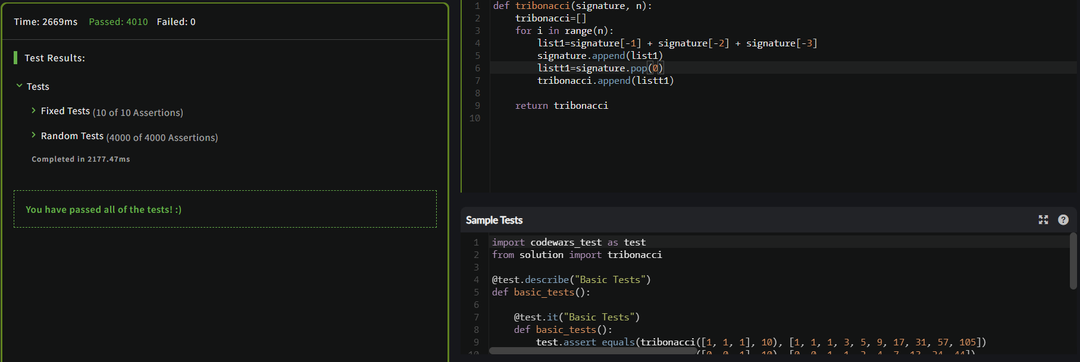 Time: 2669ms Passed: 4010 Failed: 0
Test Results:
Tests
Fixed Tests (10 of 10 Assertions)
Random Tests (4000 of 4000 Assertions)
Completed in 2177.47ms
You have passed all of the tests! :)
1 def tribonacci(signature, n):
2 tribonacci=[]
3 for i in range(n):
4 list1=signature[-1] + signature[-2] + signature[-3]
5 signature.append(list1)
6 listt1=signature.pop(0)
7 tribonacci.append(listt1)
8
9 return tribonacci
10
Sample Tests
1 import codewars_test as test
2 from solution import tribonacci
3
4 @test.describe("Basic Tests")
5 def basic_tests():
6
7 @test.it("Basic Tests")
8 def basic_tests():
9 test.assert_equals(tribonacci([1, 1, 1], 10), [1, 1, 1, 3, 5, 9, 17, 31, 57, 105])